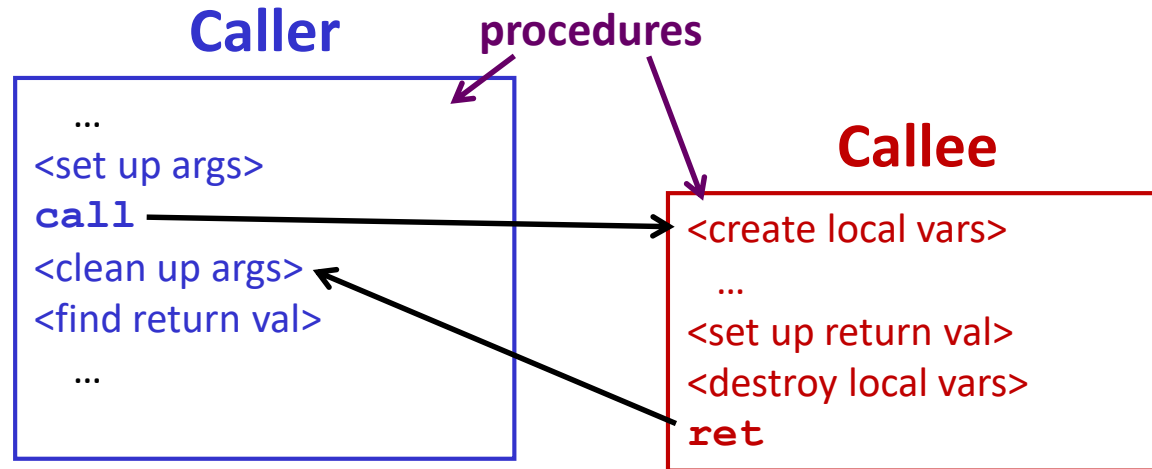 Caller
procedures
...
<set up args>
call
<clean up args>
<find return val>
...
Callee
<create local vars>
...
<set up return val>
<destroy local vars>
ret